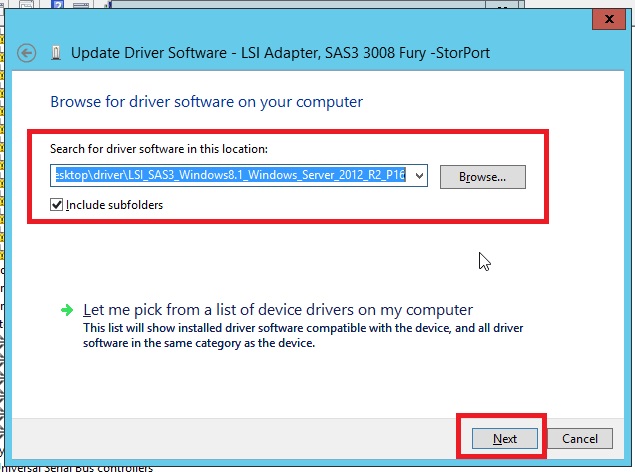 Update Driver Software - LSI Adapter, SAS3 3008 Fury -StorPort
Browse for driver software on your computer
Search for driver software in this location:
esktop\driver\LSI_SAS3_Windows8.1_Windows_Server_2012_R2_P16
Browse...
Include subfolders
Let me pick from a list of device drivers on my computer
This list will show installed driver software compatible with the device, and all driver
software in the same category as the device.
Next
Cancel
niversal Serial Bus controllers